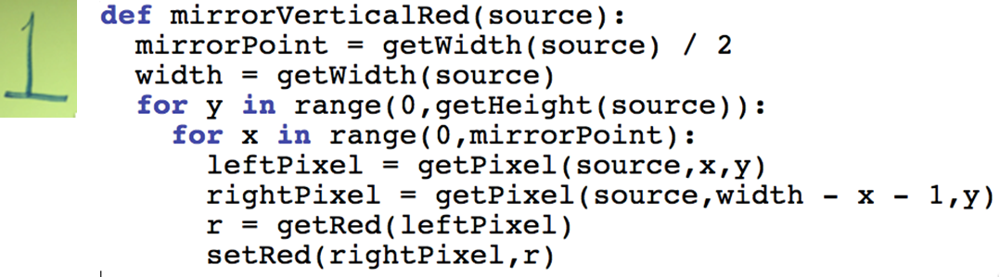 1
def mirrorVerticalRed(source):
mirrorPoint = getWidth(source) / 2
width = getWidth(source)
for y in range(0,getHeight(source)):
for x in range(0,mirrorPoint):
leftPixel = getPixel(source,x,y)
rightPixel = getPixel(source,width - x - 1,y)
r = getRed(leftPixel)
setRed(rightPixel,r)